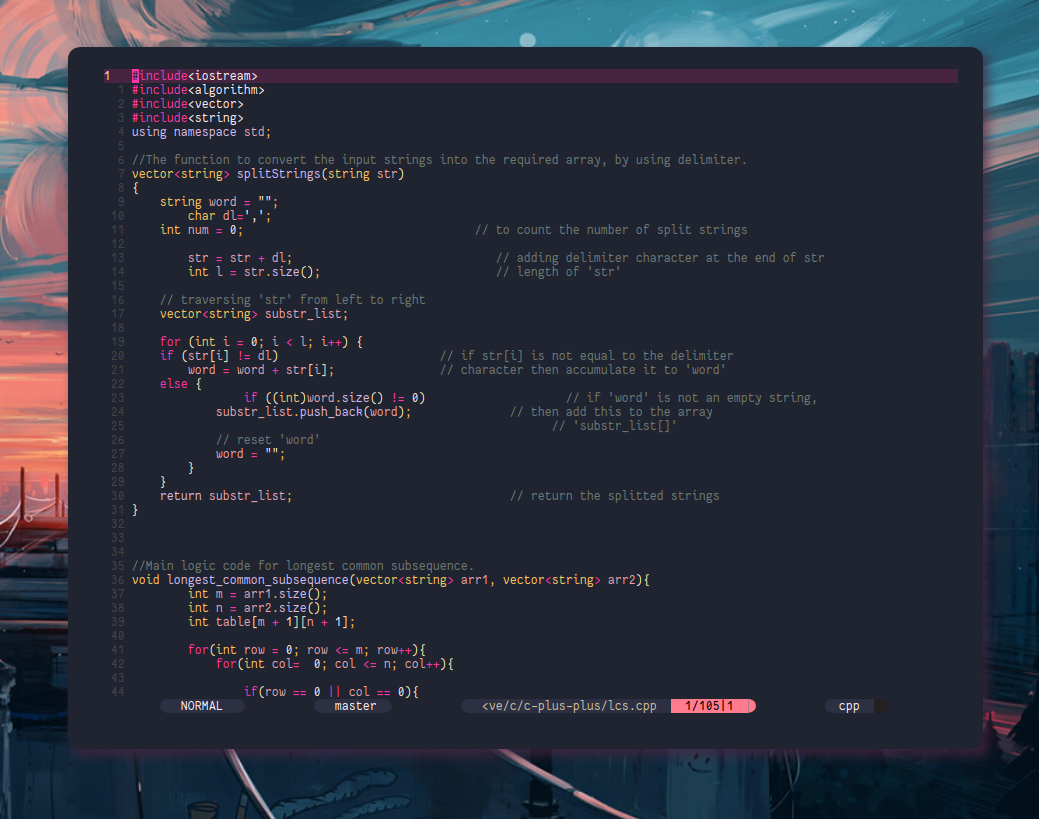 1 #include<iostream>
1 #include<algorithm>
2 #include<vector>
3 #include<string>
4 using namespace std;
5
6 //The function to convert the input strings into the required array, by using delimiter.
7 vector<string> splitStrings(string str)
8 {
9     string word = "";
10         char dl=',';
11     int num = 0;                                 // to count the number of split strings
12
13         str = str + dl;                             // adding delimiter character at the end of str
14         int l = str.size();                         // length of 'str'
15
16     // traversing 'str' from left to right
17     vector<string> substr_list;
18
19     for (int i = 0; i < l; i++) {
20     if (str[i] != dl)                       // if str[i] is not equal to the delimiter
21         word = word + str[i];               // character then accumulate it to 'word'
22     else {
23                 if ((int)word.size() != 0)                    // if 'word' is not an empty string,
24             substr_list.push_back(word);              // then add this to the array
25                                                             // 'substr_list[]'
26             // reset 'word'
27             word = "";
28         }
29     }
30     return substr_list;                               // return the splitted strings
31 }
32
33
34
35 //Main logic code for longest common subsequence.
36 void longest_common_subsequence(vector<string> arr1, vector<string> arr2){
37         int m = arr1.size();
38         int n = arr2.size();
39         int table[m + 1][n + 1];
40
41         for(int row = 0; row <= m; row++){
42             for(int col=  0; col <= n; col++){
43
44                 if(row == 0 || col == 0){
NORMAL master <ve/c/c-plus-plus/lcs.cpp 1/105|1 cpp